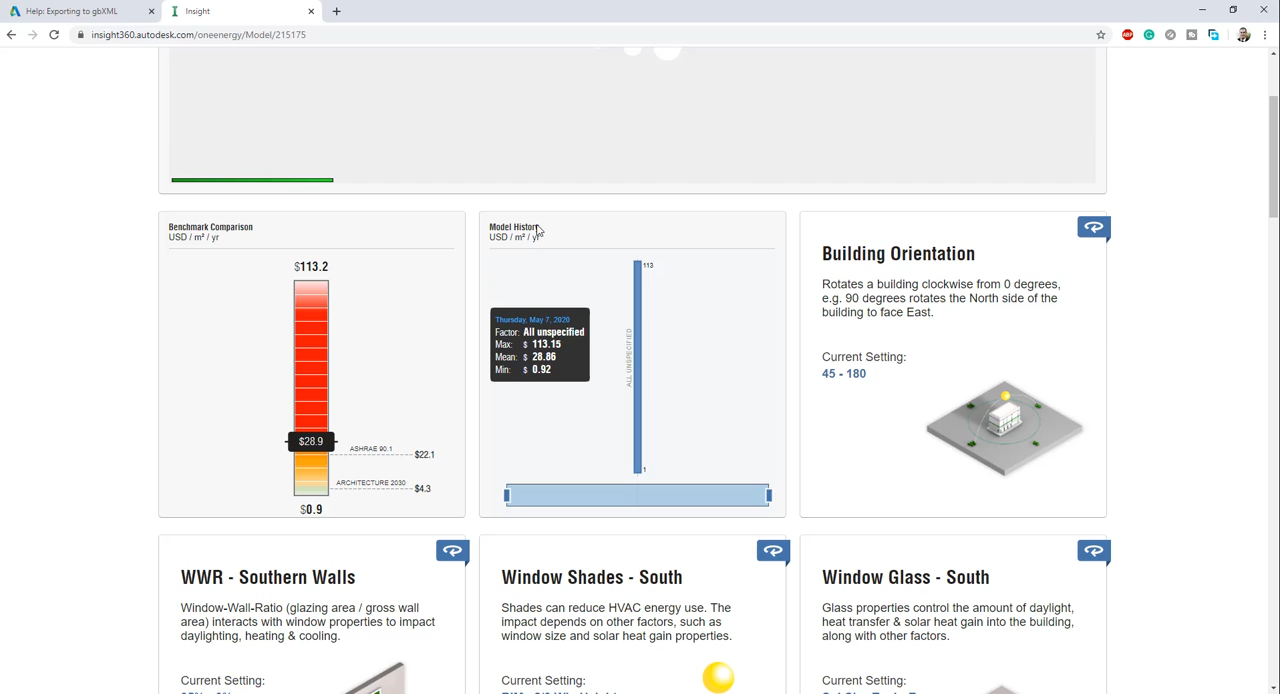 Help: Exporting to gbXML
Insight
insight360.autodesk.com/oneenergy/Model/215175
ABP
Benchmark Comparison
USD / m² / yr
$113.2
$28.9
ASHRAE 90.1
$22.1
ARCHITECTURE 2030
$4.3
$0.9
Model History
USD / m² / yr
113
Thursday, May 7, 2020
Factor: All unspecified
Max: $ 113.15
Mean: $ 28.86
Min: $ 0.92
ALL UNSPECIFIED
1
Building Orientation
Rotates a building clockwise from 0 degrees,
e.g. 90 degrees rotates the North side of the
building to face East.
Current Setting:
45 - 180
WWR - Southern Walls
Window-Wall-Ratio (glazing area / gross wall
area) interacts with window properties to impact
daylighting, heating & cooling.
Current Setting:
Window Shades - South
Shades can reduce HVAC energy use. The
impact depends on other factors, such as
window size and solar heat gain properties.
Current Setting:
Window Glass - South
Glass properties control the amount of daylight,
heat transfer & solar heat gain into the building,
along with other factors.
Current Setting: